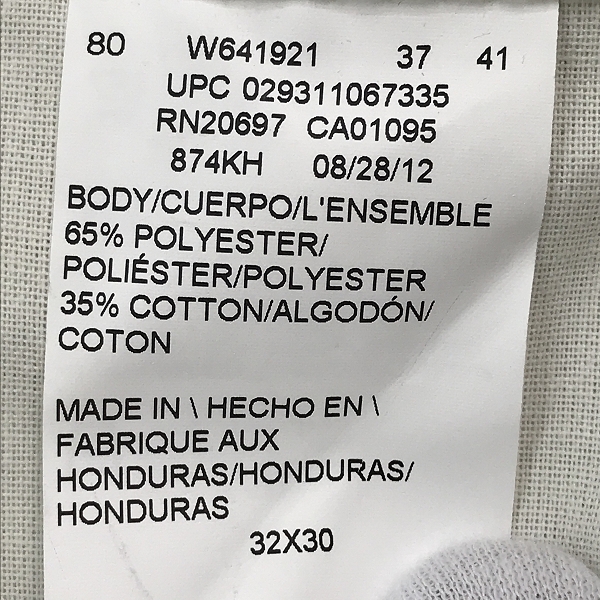 80 W641921 37 41
UPC 029311067335
RN20697 CA01095
874KH 08/28/12
BODY/CUERPO/L'ENSEMBLE
65% POLYESTER/
POLIÉSTER/POLYESTER
35% COTTON/ALGODÓN/
COTON
MADE IN \ HECHO EN \
FABRIQUE AUX
HONDURAS/HONDURAS/
HONDURAS
32X30